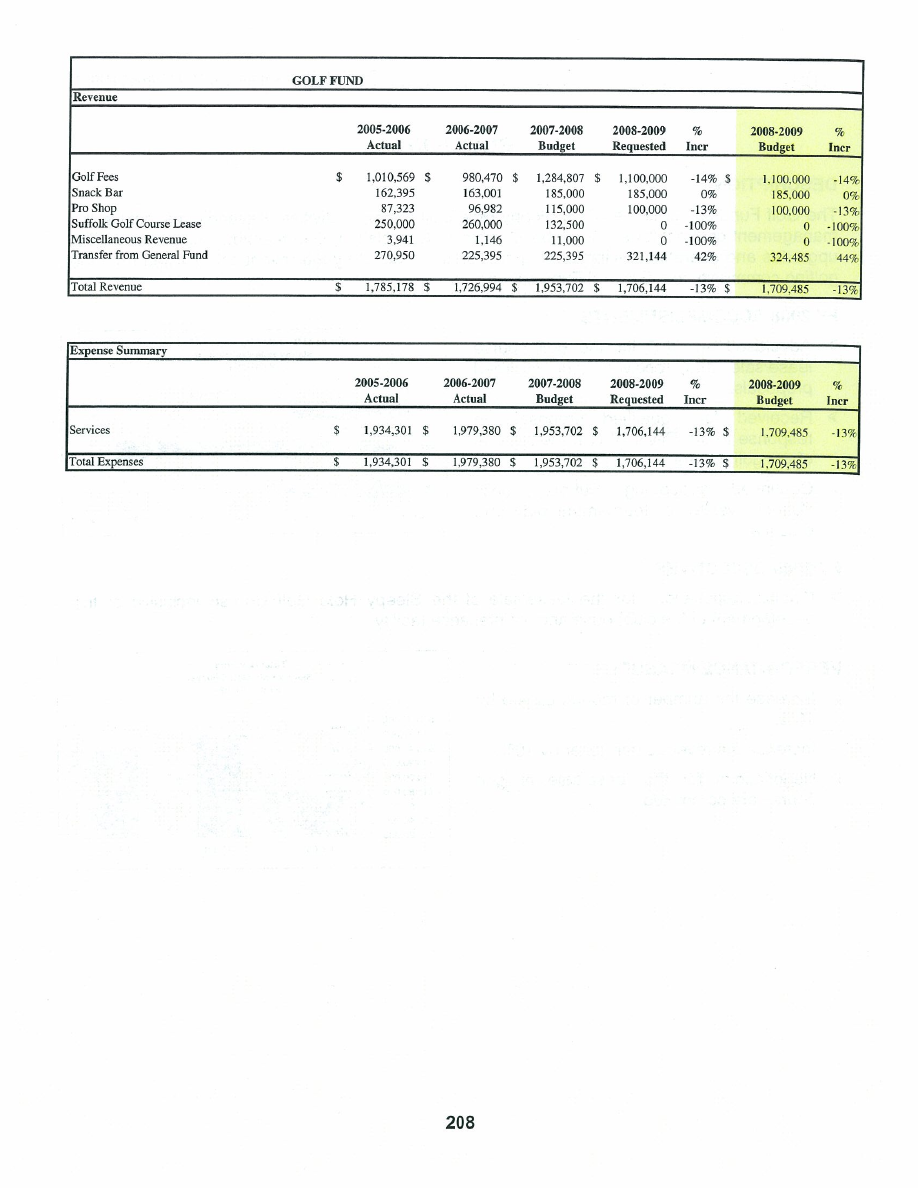 GOLF FUND
Revenue
2005-2006 2006-2007 2007-2008 2008-2009 % 2008-2009 %
Actual Actual Budget Requested Incr Budget Incr
Golf Fees $ 1,010,569 $ 980,470 $ 1,284,807 $ 1,100,000 -14% $ 1,100,000 -14%
Snack Bar 162,395 163,001 185,000 185,000 0% 185,000 0%
Pro Shop 87,323 96,982 115,000 100,000 -13% 100,000 -13%
Suffolk Golf Course Lease 250,000 260,000 132,500 0 -100% 0 -100%
Miscellaneous Revenue 3,941 1,146 11,000 0 -100% 0 -100%
Transfer from General Fund 270,950 225,395 225,395 321,144 42% 324,485 44%
Total Revenue $ 1,785,178 $ 1,726,994 $ 1,953,702 $ 1,706,144 -13% $ 1,709,485 -13%
Expense Summary
2005-2006 2006-2007 2007-2008 2008-2009 % 2008-2009 %
Actual Actual Budget Requested Incr Budget Incr
Services $ 1,934,301 $ 1,979,380 $ 1,953,702 $ 1,706,144 -13% $ 1,709,485 -13%
Total Expenses $ 1,934,301 $ 1,979,380 $ 1,953,702 $ 1,706,144 -13% $ 1,709,485 -13%
208